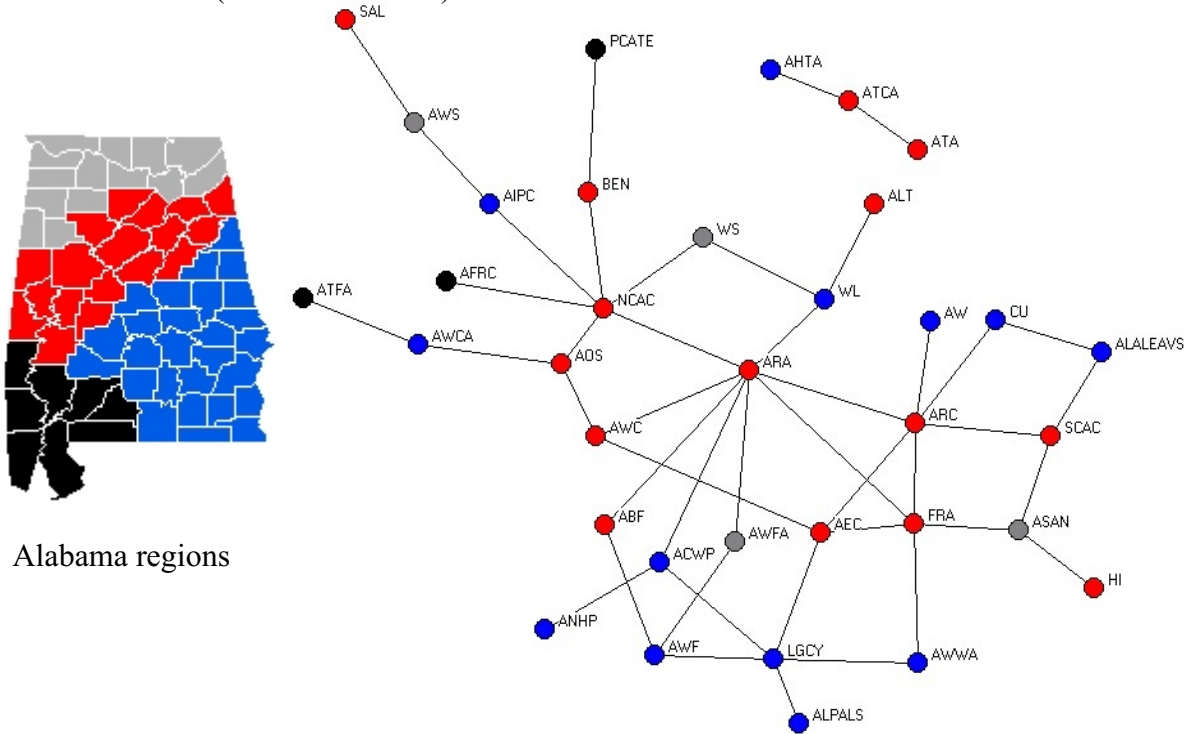 SAL
PCATE
AHTA
ATCA
AWS
ATA
BEN
AIPC
ALT
WS
AFRC
ATFA
NCAC
WL
AW
CU
AWCA
ALALEAVS
AOS
ARA
ARC
AWC
SCAC
ABF
AWFA
AEC
FRA
ASAN
Alabama regions
ACWP
HI
ANHP
AWF
LGCY
AWWA
ALPALS